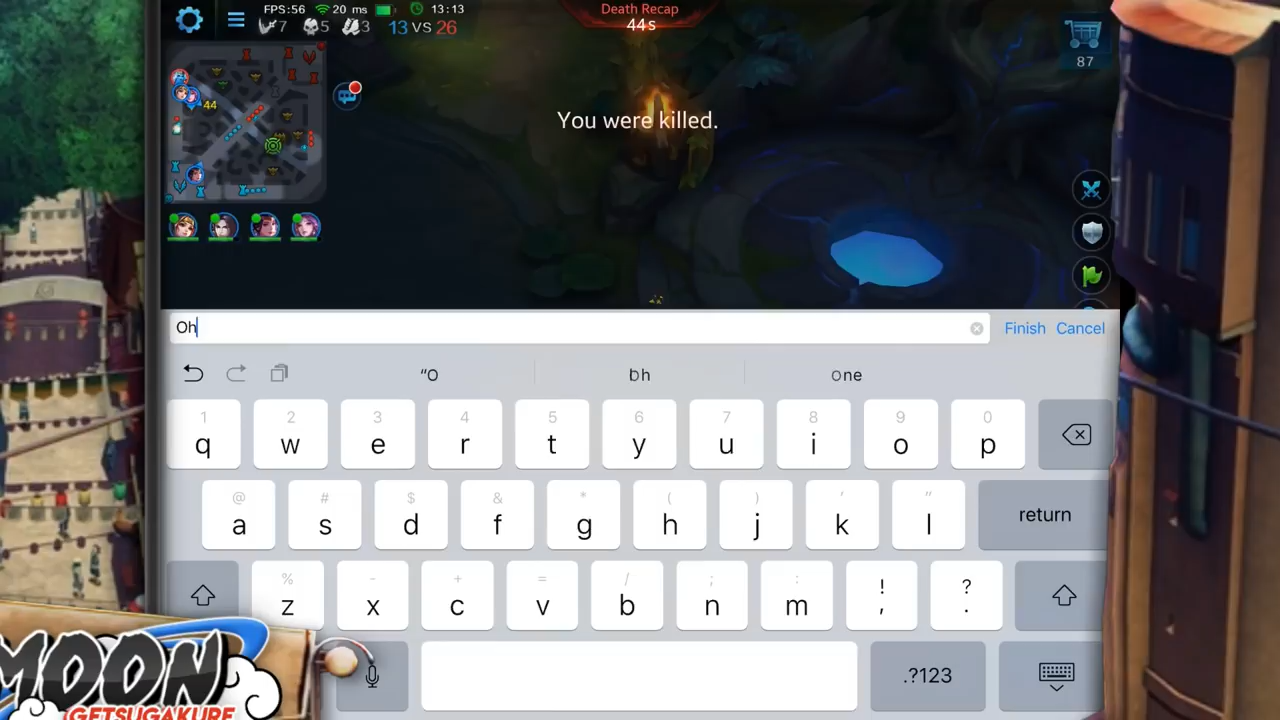 FPS:56 20 ms 13:13
7 5 3 13 VS 26
Death Recap
44s
87
44
You were killed.
Oh
Finish Cancel
“O
bh
one
1 2 3 4 5 6 7 8 9 0
q w e r t y u i o p
@ # $ & * ( ) ' "
a s d f g h j k l return
% - + = / ; : ! ?
z x c v b n m , .
.?123
MOON
GETSUGAKURE